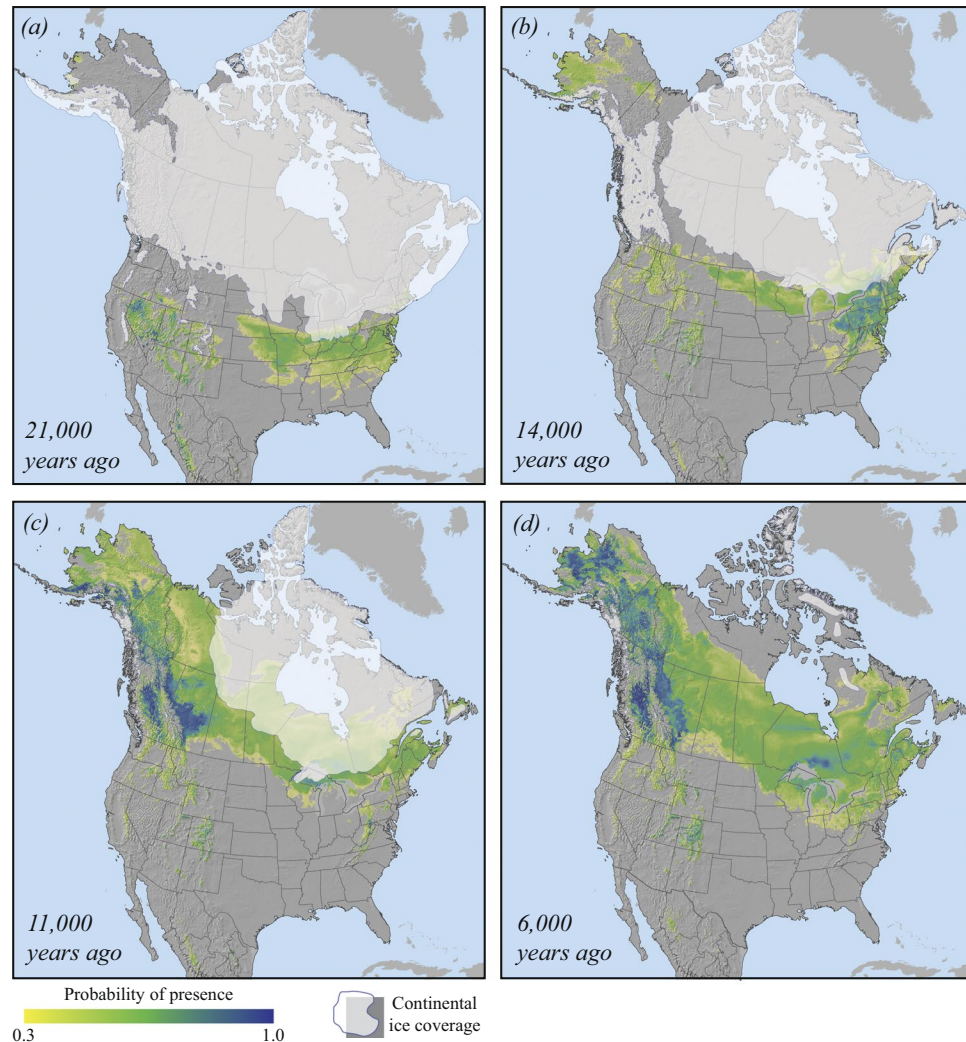 (a)
21,000
years ago
(b)
14,000
years ago
(c)
11,000
years ago
(d)
6,000
years ago
Probability of presence
0.3
1.0
Continental
ice coverage